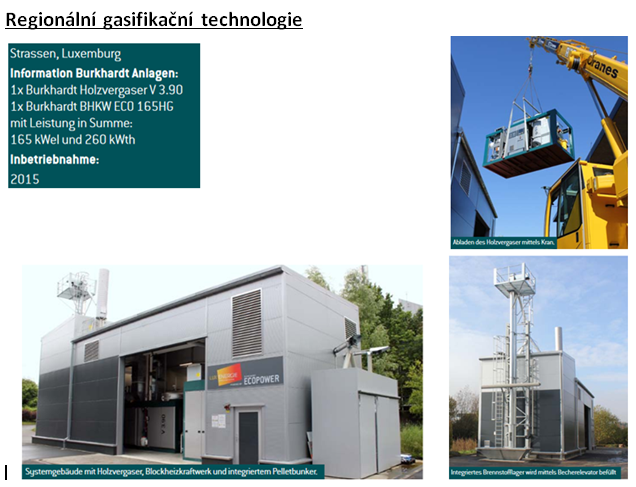 Regionální gasifikační technologie
Strassen, Luxemburg
Information Burkhardt Anlagen:
1x Burkhardt Holzvergaser V 3.90
1x Burkhardt BHKW ECO 165HG
mit Leistung in Summe:
165 kWel und 260 kWth
Inbetriebnahme:
2015
cranes
Abladen des Holzvergaser mittels Kran.
ECOPOWER
Systemgebäude mit Holzvergaser, Blockheizkraftwerk und integriertem Pelletbunker.
Integriertes Brennstofflager wird mittels Becherelevator befüllt